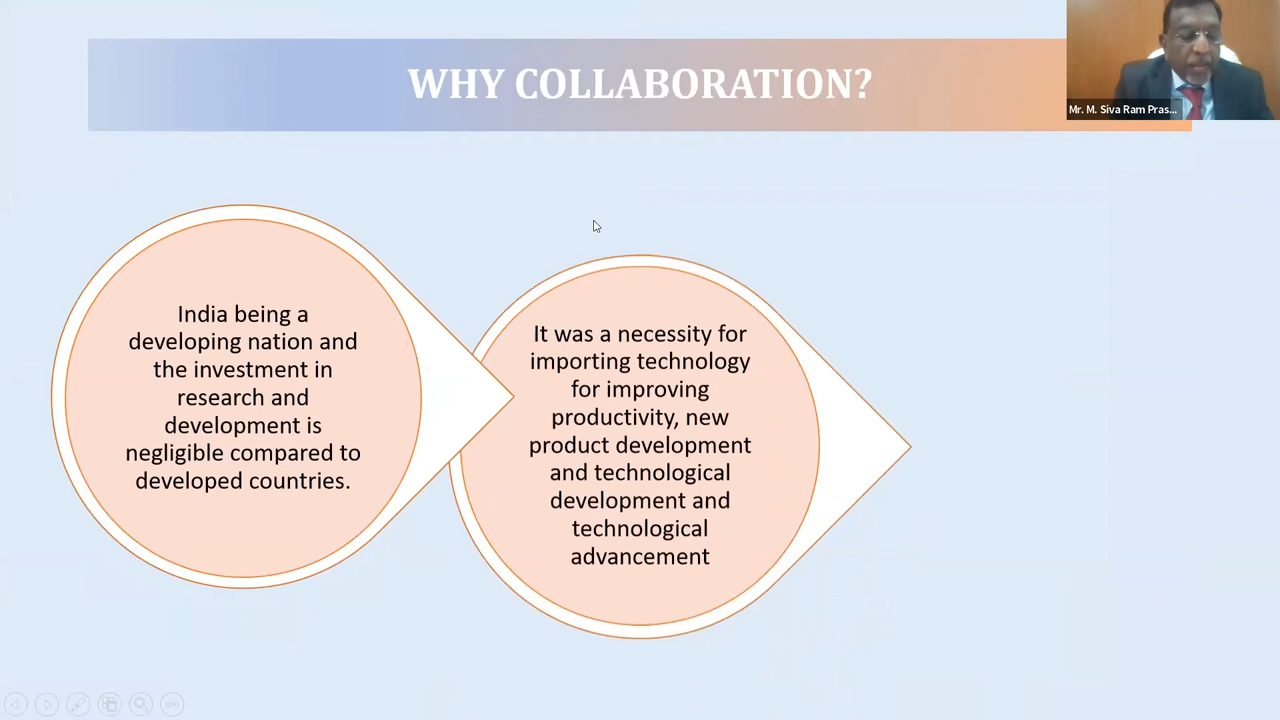 WHY COLLABORATION?
Mr. M. Siva Ram Pras...
India being a
developing nation and
the investment in
research and
development is
negligible compared to
developed countries.
It was a necessity for
importing technology
for improving
productivity, new
product development
and technological
development and
technological
advancement